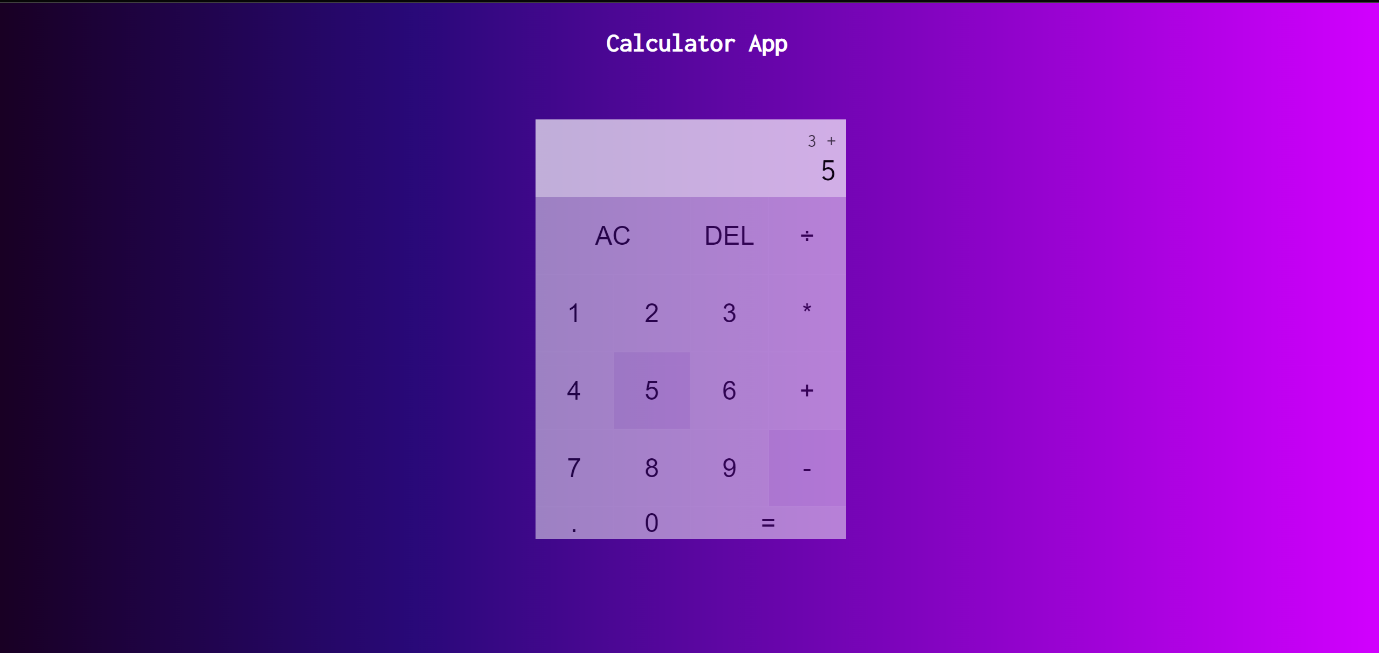 Calculator App
3 +
5
AC DEL ÷
1 2 3 *
4 5 6 +
7 8 9 -
. 0 =